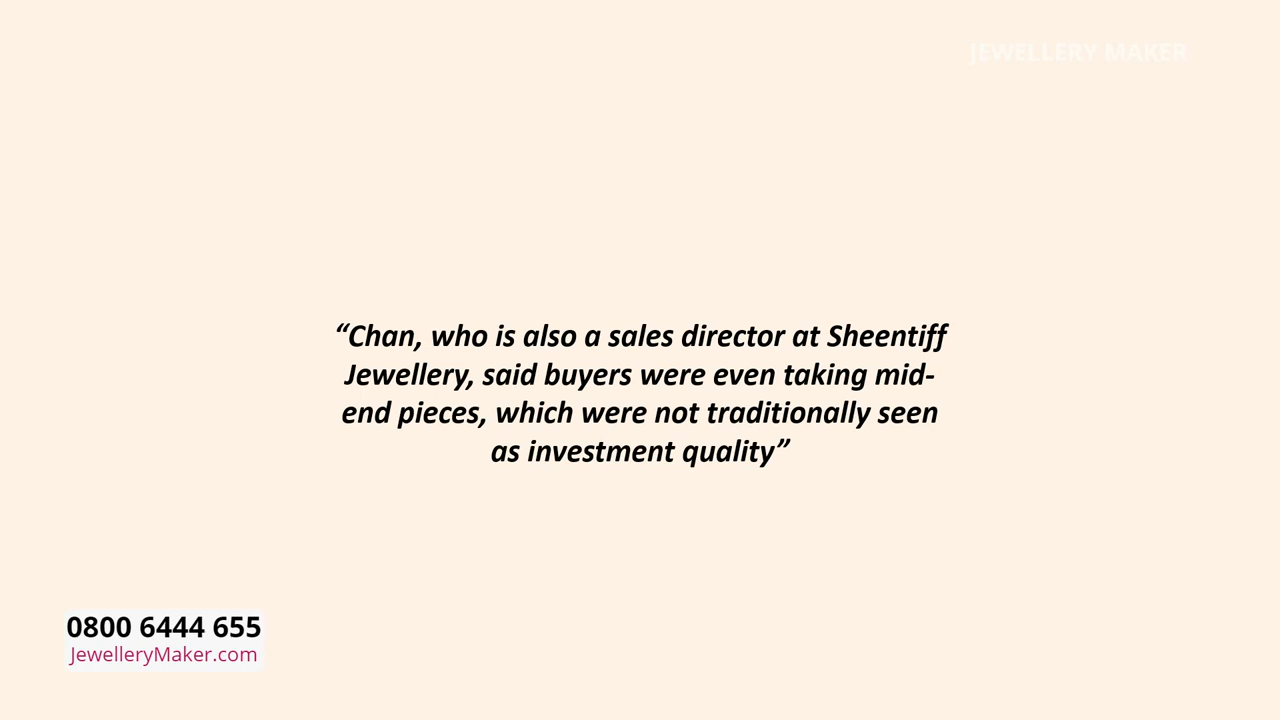 JEWELLERY MAKER
“Chan, who is also a sales director at Sheentiff
Jewellery, said buyers were even taking mid-
end pieces, which were not traditionally seen
as investment quality”
0800 6444 655
JewelleryMaker.com